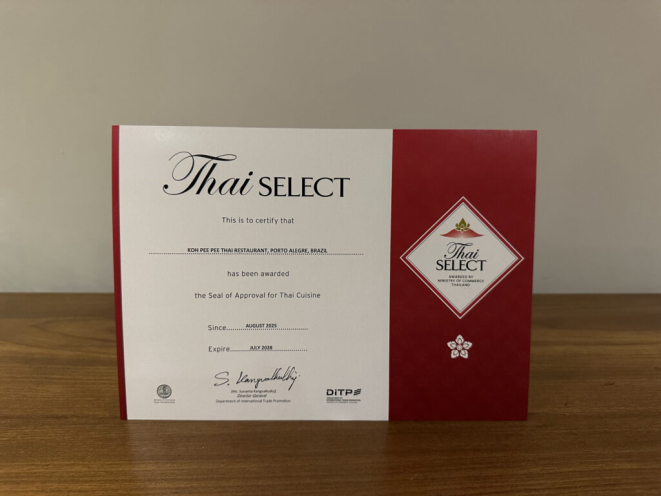 Thai SELECT
This is to certify that
KOH PEE PEE THAI RESTAURANT, PORTO ALEGRE, BRAZIL
has been awarded
the Seal of Approval for Thai Cuisine
Since AUGUST 2025
Expire JULY 2028
Director-General
Department of International Trade Promotion
DITP
Thai
SELECT
AWARDED BY
MINISTRY OF COMMERCE
THAILAND